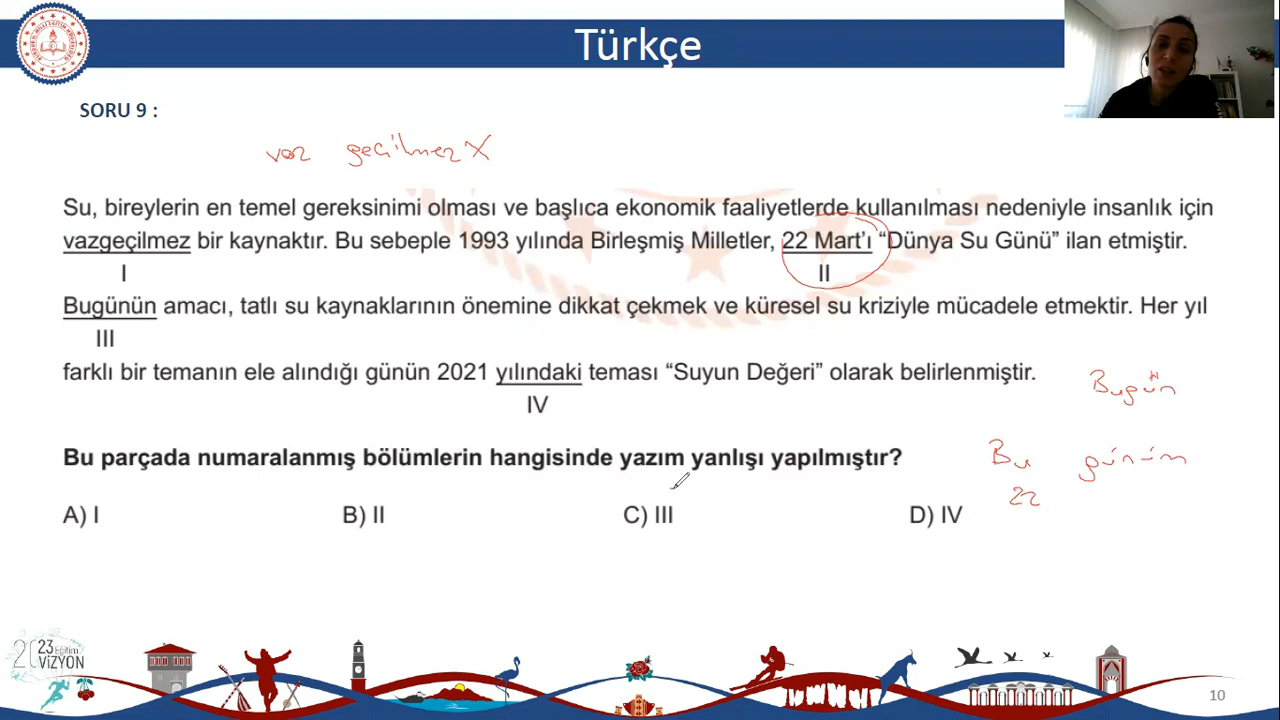 Türkçe
SORU 9 :
vaz geçilmez X
Su, bireylerin en temel gereksinimi olması ve başlıca ekonomik faaliyetlerde kullanılması nedeniyle insanlık için
vazgeçilmez bir kaynaktır. Bu sebeple 1993 yılında Birleşmiş Milletler, 22 Mart’ı “Dünya Su Günü” ilan etmiştir.
I II
Bugünün amacı, tatlı su kaynaklarının önemine dikkat çekmek ve küresel su kriziyle mücadele etmektir. Her yıl
III
farklı bir temanın ele alındığı günün 2021 yılındaki teması “Suyun Değeri” olarak belirlenmiştir.
Bugün
IV
Bu parçada numaralanmış bölümlerin hangisinde yazım yanlışı yapılmıştır?
Bu günün
22
A) I B) II C) III D) IV
23 Eğitim
VİZYON
10